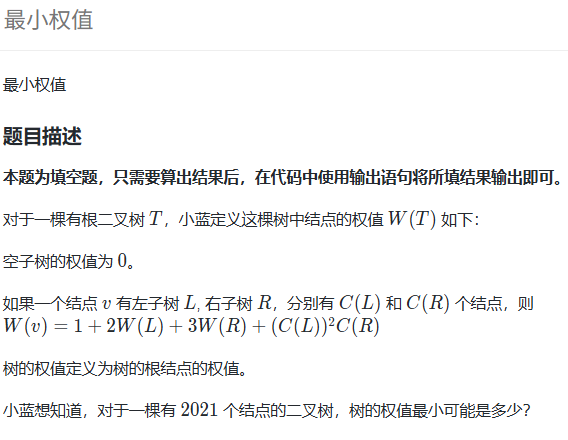 最小权值
最小权值
题目描述
本题为填空题，只需要算出结果后，在代码中使用输出语句将所填结果输出即可。
对于一棵有根二叉树 T，小蓝定义这棵树中结点的权值 W(T) 如下：
空子树的权值为 0。
如果一个结点 v 有左子树 L, 右子树 R，分别有 C(L) 和 C(R) 个结点，则
W(v) = 1 + 2W(L) + 3W(R) + (C(L))²C(R)
树的权值定义为树的根结点的权值。
小蓝想知道，对于一棵有 2021 个结点的二叉树，树的权值最小可能是多少？